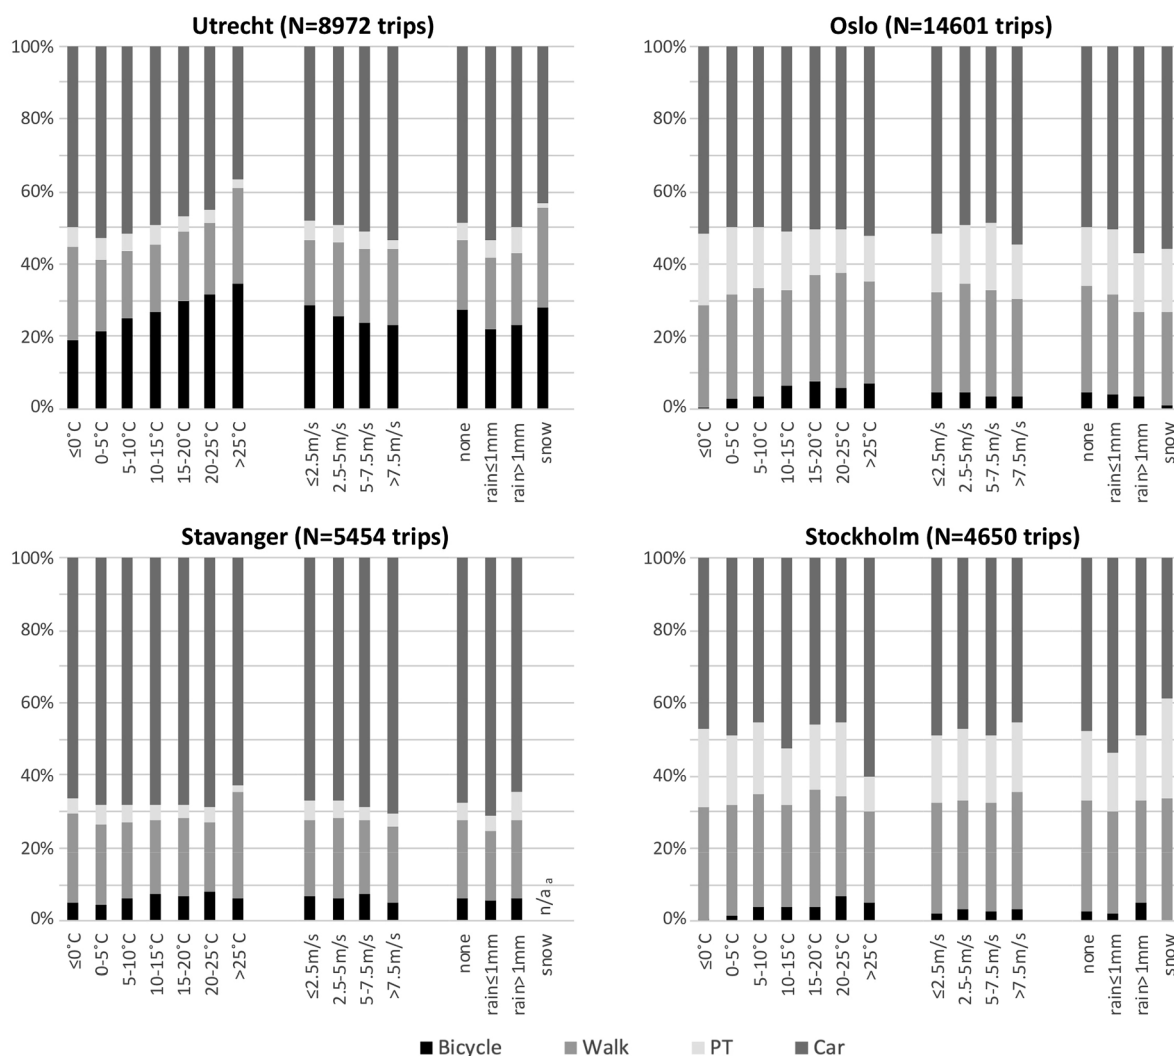 Utrecht (N=8972 trips)
100%
80%
60%
40%
20%
0%
≤0˚C
0-5˚C
5-10˚C
10-15˚C
15-20˚C
20-25˚C
>25˚C
≤2.5m/s
2.5-5m/s
5-7.5m/s
>7.5m/s
none
rain≤1mm
rain>1mm
snow
Oslo (N=14601 trips)
100%
80%
60%
40%
20%
0%
≤0˚C
0-5˚C
5-10˚C
10-15˚C
15-20˚C
20-25˚C
>25˚C
≤2.5m/s
2.5-5m/s
5-7.5m/s
>7.5m/s
none
rain≤1mm
rain>1mm
snow
Stavanger (N=5454 trips)
100%
80%
60%
40%
20%
0%
≤0˚C
0-5˚C
5-10˚C
10-15˚C
15-20˚C
20-25˚C
>25˚C
≤2.5m/s
2.5-5m/s
5-7.5m/s
>7.5m/s
none
rain≤1mm
rain>1mm
snow
n/a a
Stockholm (N=4650 trips)
100%
80%
60%
40%
20%
0%
≤0˚C
0-5˚C
5-10˚C
10-15˚C
15-20˚C
20-25˚C
>25˚C
≤2.5m/s
2.5-5m/s
5-7.5m/s
>7.5m/s
none
rain≤1mm
rain>1mm
snow
Bicycle Walk PT Car